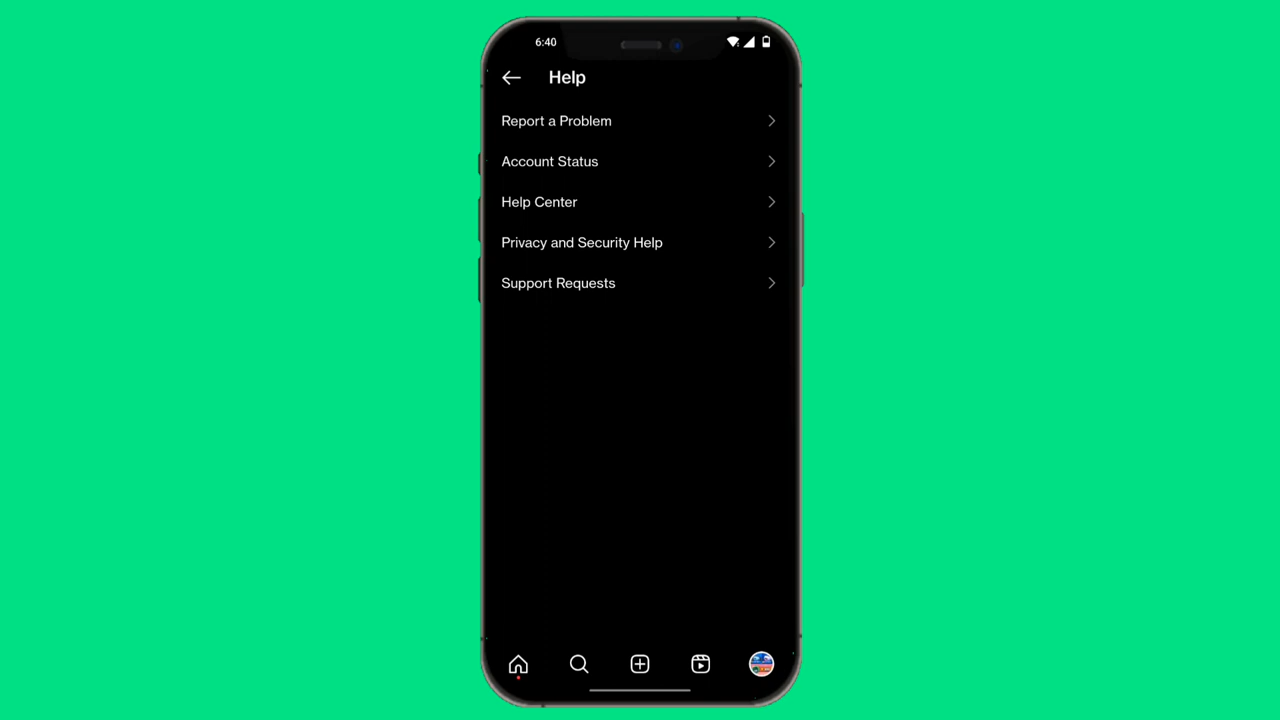 6:40
Help
Report a Problem
Account Status
Help Center
Privacy and Security Help
Support Requests